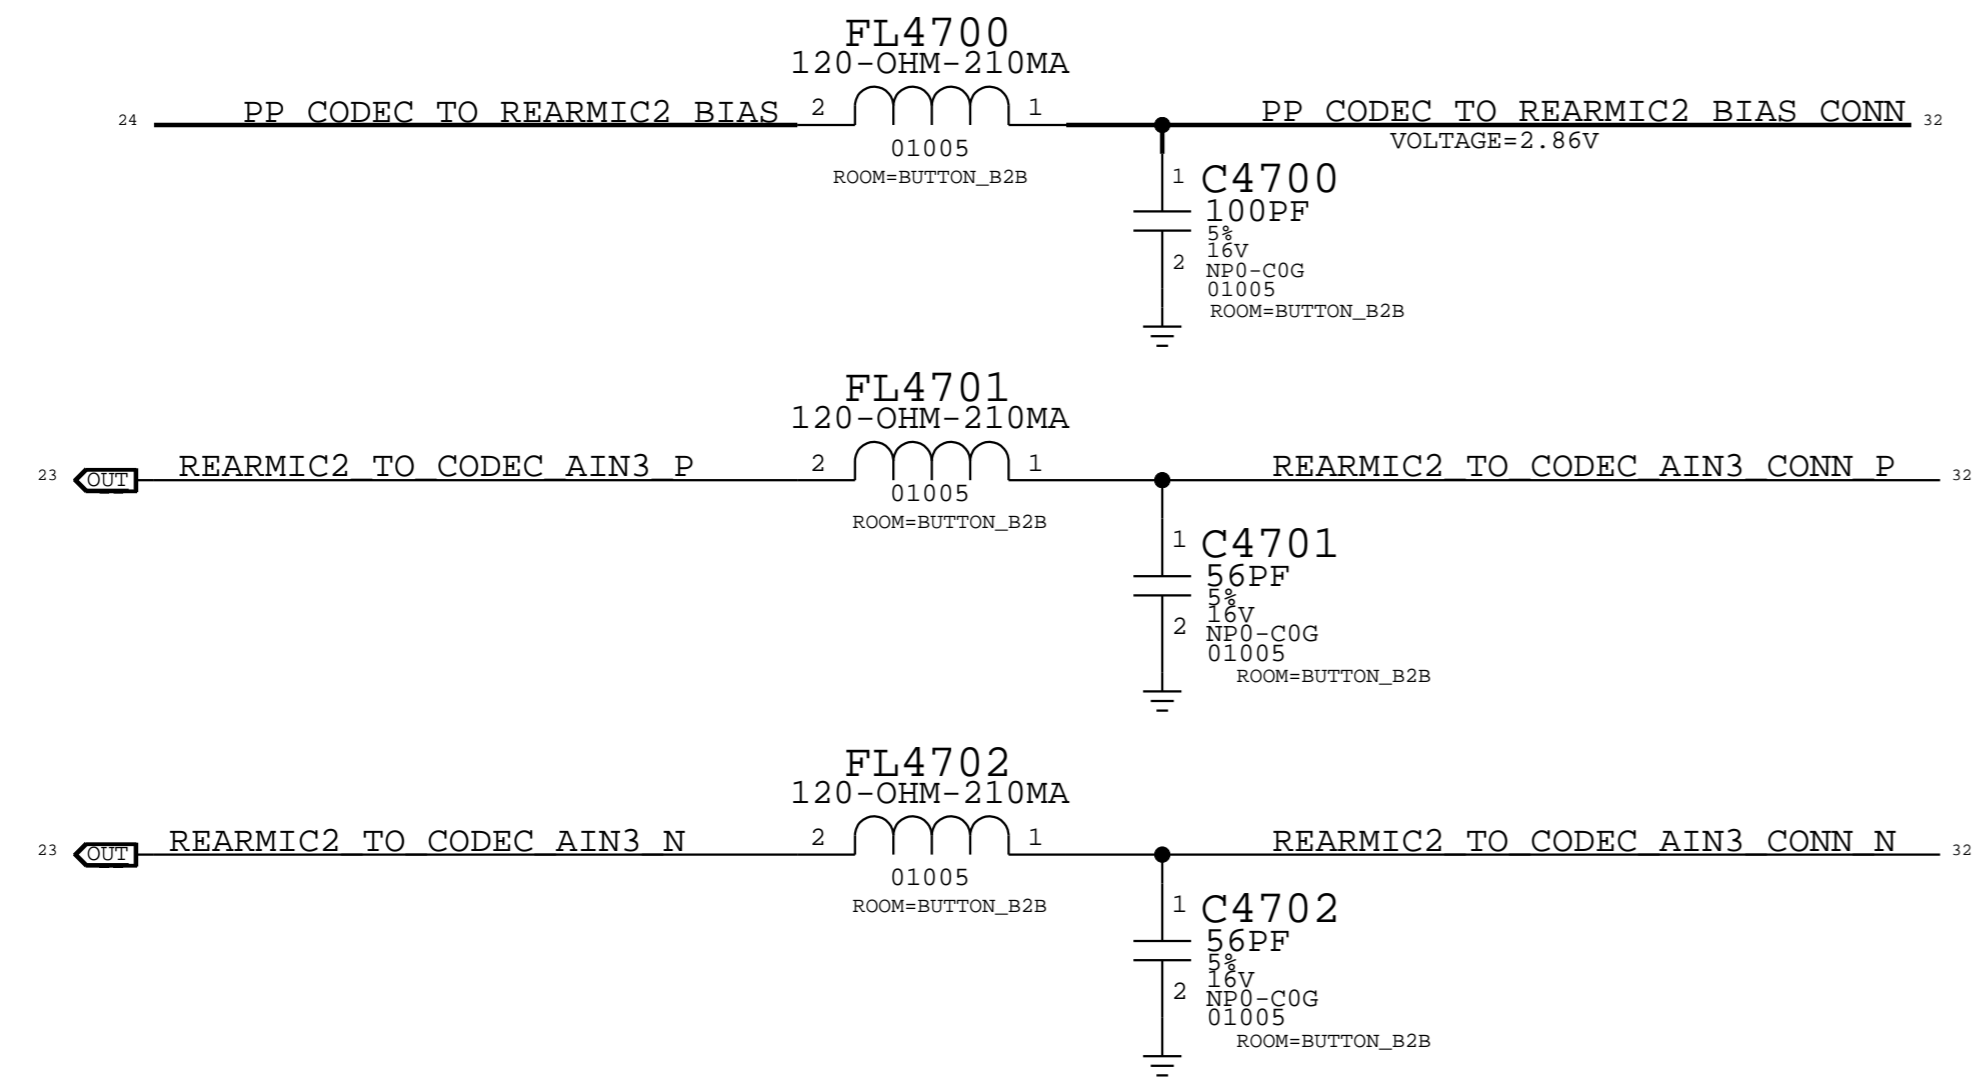 FL4700
120-OHM-210MA
24 PP_CODEC_TO_REARMIC2_BIAS 2 1 PP_CODEC_TO_REARMIC2_BIAS_CONN 32
VOLTAGE=2.86V
01005
ROOM=BUTTON_B2B
1 C4700
100PF
5%
16V
2 NP0-C0G
01005
ROOM=BUTTON_B2B
FL4701
120-OHM-210MA
23 OUT REARMIC2_TO_CODEC_AIN3_P 2 1 REARMIC2_TO_CODEC_AIN3_CONN_P 32
01005
ROOM=BUTTON_B2B
1 C4701
56PF
5%
16V
2 NP0-C0G
01005
ROOM=BUTTON_B2B
FL4702
120-OHM-210MA
23 OUT REARMIC2_TO_CODEC_AIN3_N 2 1 REARMIC2_TO_CODEC_AIN3_CONN_N 32
01005
ROOM=BUTTON_B2B
1 C4702
56PF
5%
16V
2 NP0-C0G
01005
ROOM=BUTTON_B2B